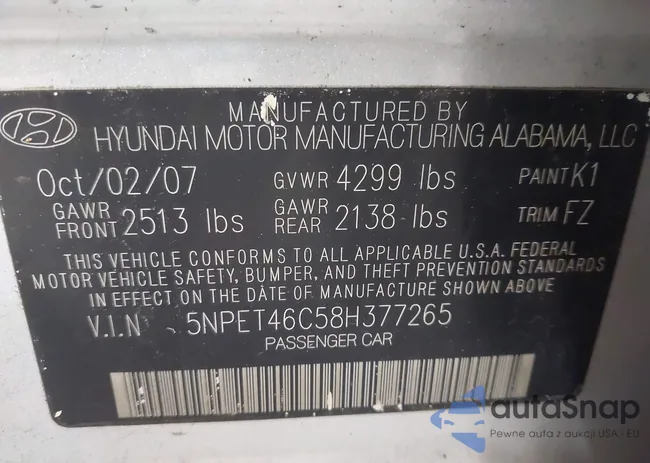 MANUFACTURED BY
HYUNDAI MOTOR MANUFACTURING ALABAMA, LLC
Oct/02/07 GVWR 4299 lbs PAINT K1
GAWR FRONT 2513 lbs GAWR REAR 2138 lbs TRIM FZ
THIS VEHICLE CONFORMS TO ALL APPLICABLE U.S.A. FEDERAL
MOTOR VEHICLE SAFETY, BUMPER, AND THEFT PREVENTION STANDARDS
IN EFFECT ON THE DATE OF MANUFACTURE SHOWN ABOVE
V.I.N 5NPET46C58H377265
PASSENGER CAR
autaSnap
Pewne auta z aukcji USA - EU